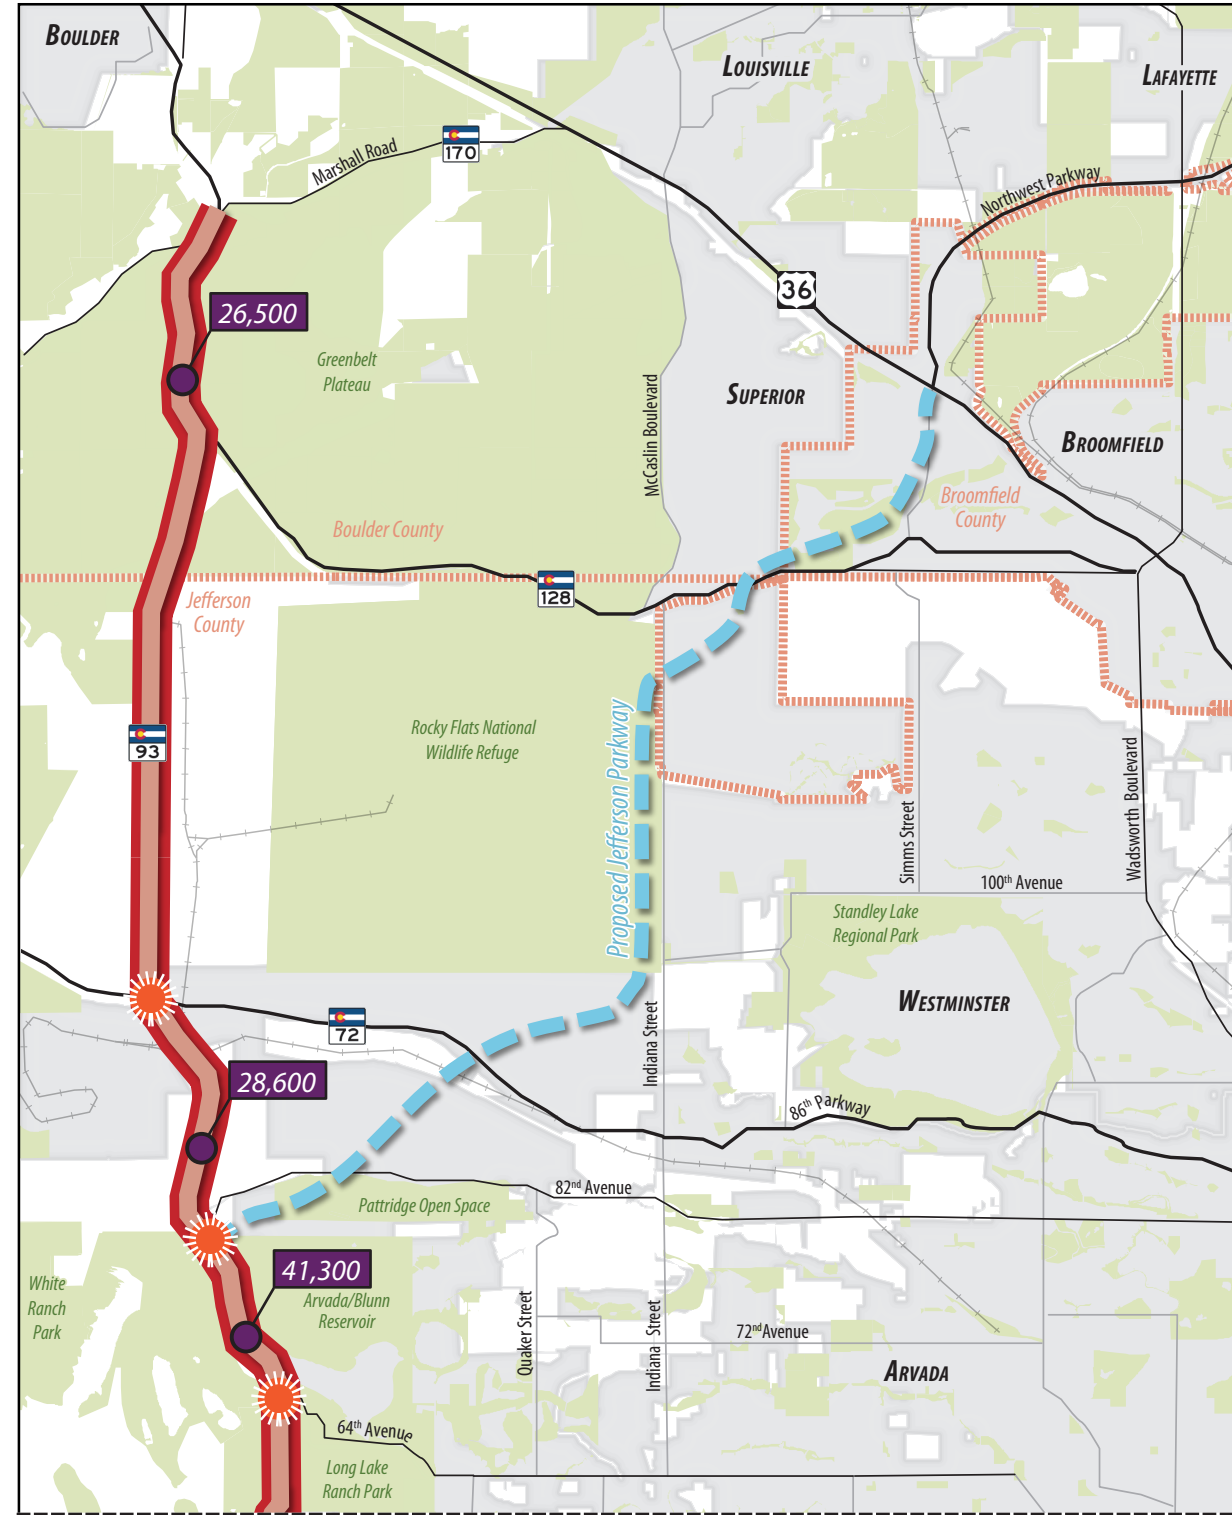 BOULDER
LOUISVILLE
LAFAYETTE
Marshall Road
170
Northwest Parkway
36
26,500
Greenbelt
Plateau
McCaslin Boulevard
SUPERIOR
BROOMFIELD
Broomfield
County
Boulder County
128
Jefferson
County
93
Rocky Flats National
Wildlife Refuge
Proposed Jefferson Parkway
Simms Street
Wadsworth Boulevard
100th Avenue
Standley Lake
Regional Park
WESTMINSTER
72
Indiana Street
28,600
86th Parkway
82nd Avenue
Pattridge Open Space
White
Ranch
Park
41,300
Arvada/Blunn
Reservoir
Quaker Street
Indiana Street
72nd Avenue
ARVADA
64th Avenue
Long Lake
Ranch Park